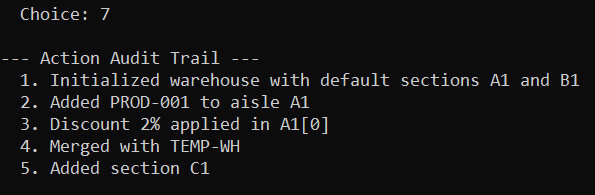 Choice: 7
--- Action Audit Trail ---
1. Initialized warehouse with default sections A1 and B1
2. Added PROD-001 to aisle A1
3. Discount 2% applied in A1[0]
4. Merged with TEMP-WH
5. Added section C1